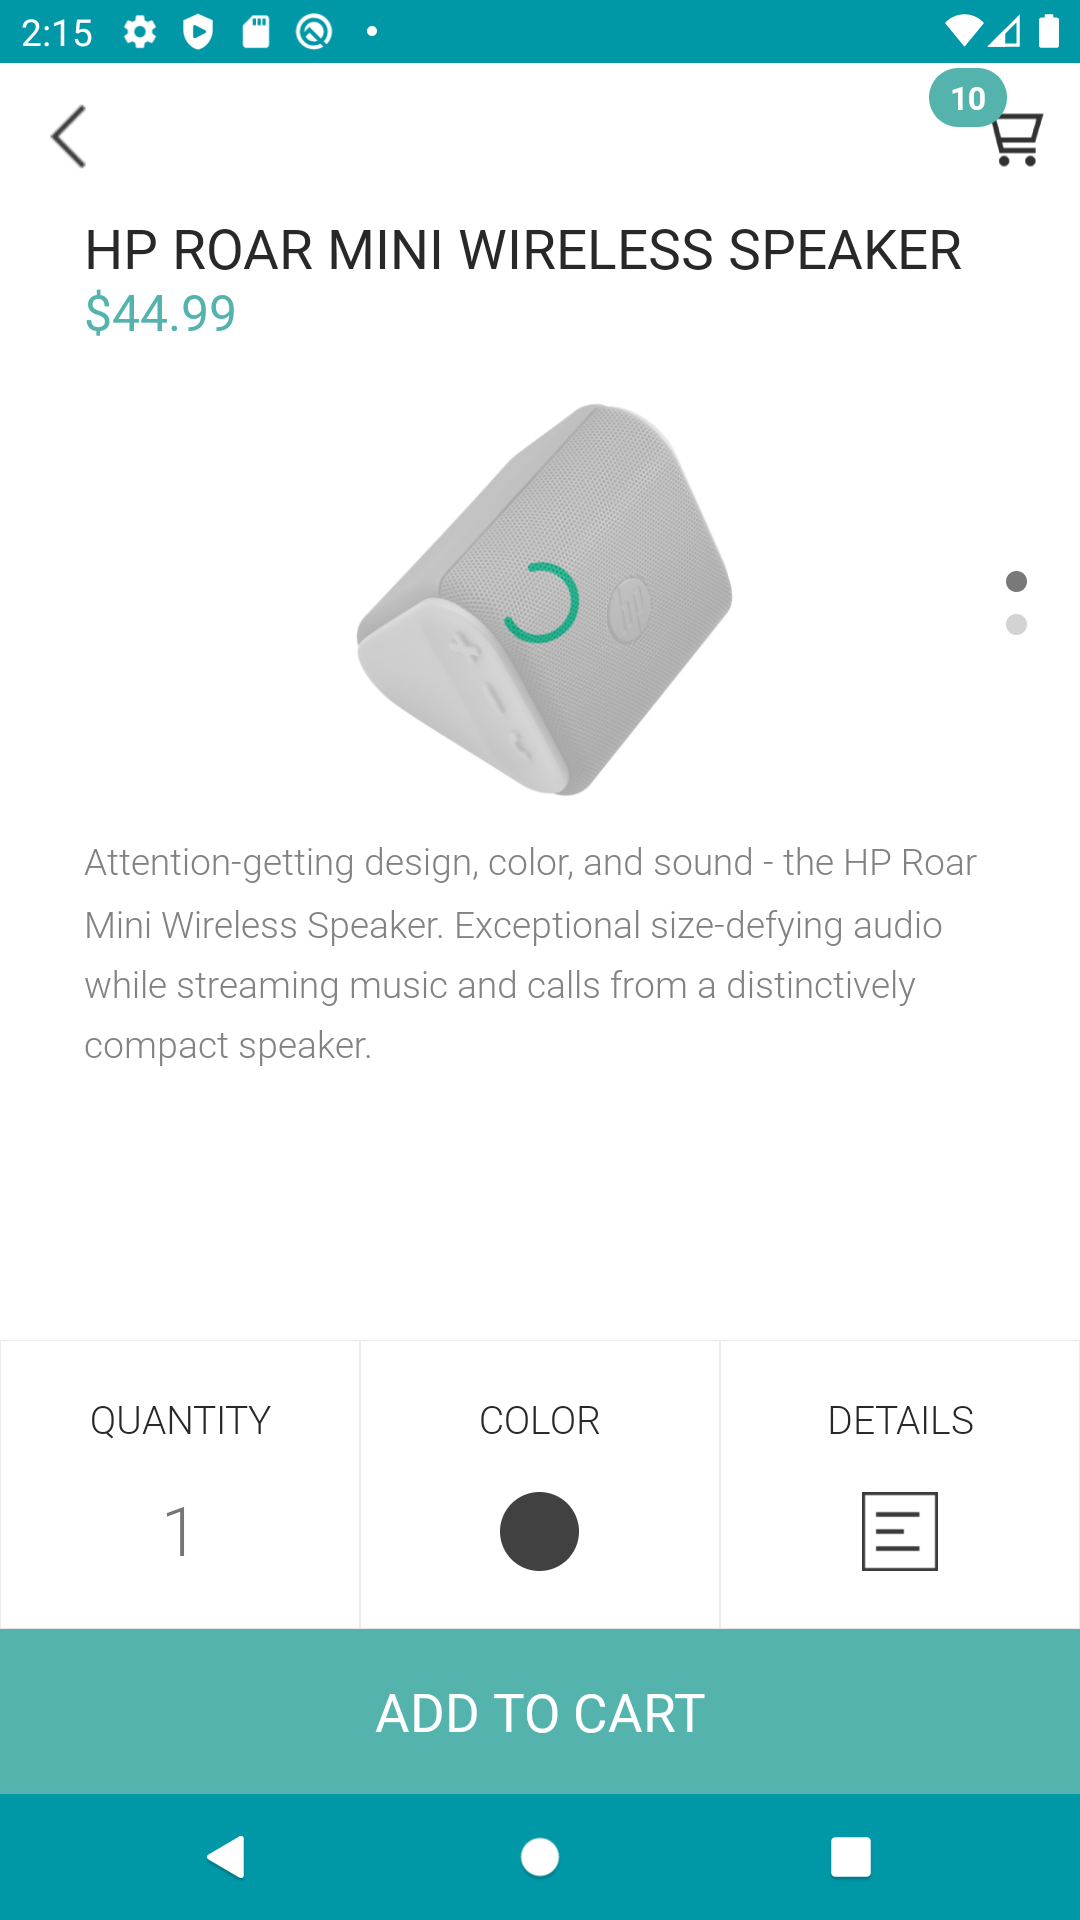 2:15
10
HP ROAR MINI WIRELESS SPEAKER
$44.99
Attention-getting design, color, and sound - the HP Roar
Mini Wireless Speaker. Exceptional size-defying audio
while streaming music and calls from a distinctively
compact speaker.
QUANTITY
COLOR
DETAILS
1
ADD TO CART